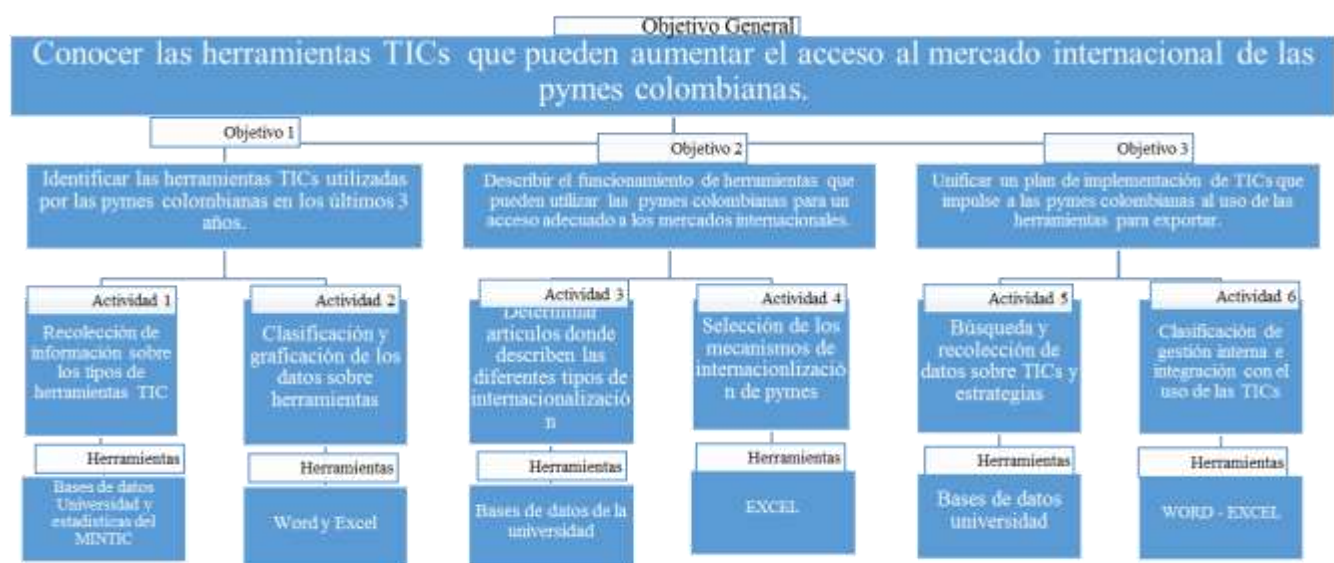 Objetivo General
Conocer las herramientas TICs que pueden aumentar el acceso al mercado internacional de las
pymes colombianas.
Objetivo 1
Identificar las herramientas TICs utilizadas
por las pymes colombianas en los últimos 3
años.
Objetivo 2
Describir el funcionamiento de herramientas que
pueden utilizar las pymes colombianas para un
acceso adecuado a los mercados internacionales.
Objetivo 3
Unificar un plan de implementación de TICs que
impulse a las pymes colombianas al uso de las
herramientas para exportar.
Actividad 1
Recolección de
información sobre
los tipos de
herramientas TIC
Herramientas
Bases de datos
Universidad y
estadísticas del
MINTIC
Actividad 2
Clasificación y
graficación de los
datos sobre
herramientas
Herramientas
Word y Excel
Actividad 3
Determinar
articulos donde
describen las
diferentes tipos de
internacionalizació
n
Herramientas
Bases de datos de la
universidad
Actividad 4
Selección de los
mecanismos de
internacionlizació
n de pymes
Herramientas
EXCEL
Actividad 5
Búsqueda y
recolección de
datos sobre TICs y
estrategias
Herramientas
Bases de datos
universidad
Actividad 6
Clasificación de
gestión interna e
integración con el
uso de las TICs
Herramientas
WORD - EXCEL